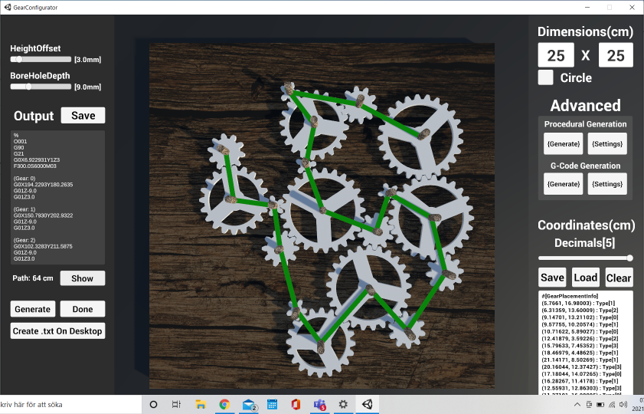 GearConfigurator
HeightOffset
[3.0mm]
BoreHoleDepth
[9.0mm]
Output
Save
%
O001
G90
G21
G0X6.922931Y1Z3
F300.0S6000M03
(Gear: 0)
G0X194.2293Y180.2635
G01Z-9.0
G01Z3.0
(Gear: 1)
G0X150.7930Y202.9322
G01Z-9.0
G01Z3.0
(Gear: 2)
G0X102.3283Y211.5875
G01Z-9.0
G01Z3.0
Path: 64 cm
Show
Generate
Done
Create .txt On Desktop
Dimensions(cm)
25 X 25
Circle
Advanced
Procedural Generation
{Generate}
{Settings}
G-Code Generation
{Generate}
{Settings}
Coordinates(cm)
Decimals[5]
Save
Load
Clear
#[GearPlacementInfo]
(5.7661, 16.98003) : Type[1]
(6.31359, 13.60009) : Type[2]
(9.14701, 13.21102) : Type[0]
(9.57755, 10.20574) : Type[1]
(10.71622, 5.89027) : Type[0]
(12.41879, 3.59226) : Type[2]
(15.79633, 7.45352) : Type[3]
(18.46979, 4.48625) : Type[1]
(21.14171, 8.50269) : Type[1]
(20.16044, 12.37427) : Type[3]
(17.18044, 14.07265) : Type[0]
(16.28267, 11.4178) : Type[1]
(12.55931, 12.86303) : Type[3]
kriv här för att söka